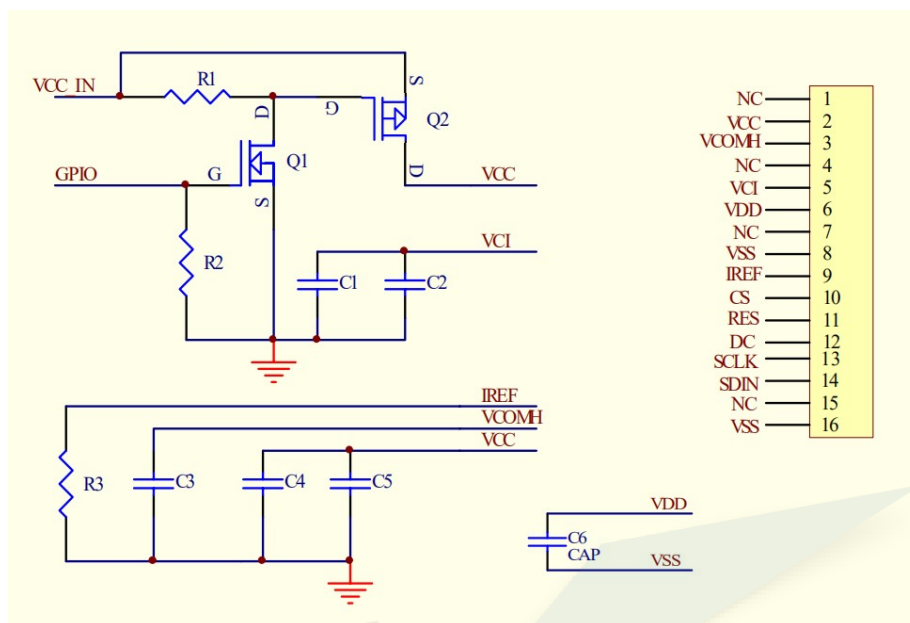 VCC_IN
R1
D
G
S
Q2
D
VCC
GPIO
G
Q1
S
R2
VCI
C1
C2
IREF
VCOMH
VCC
R3
C3
C4
C5
NC 1
VCC 2
VCOMH 3
NC 4
VCI 5
VDD 6
NC 7
VSS 8
IREF 9
CS 10
RES 11
DC 12
SCLK 13
SDIN 14
NC 15
VSS 16
VDD
C6
CAP
VSS